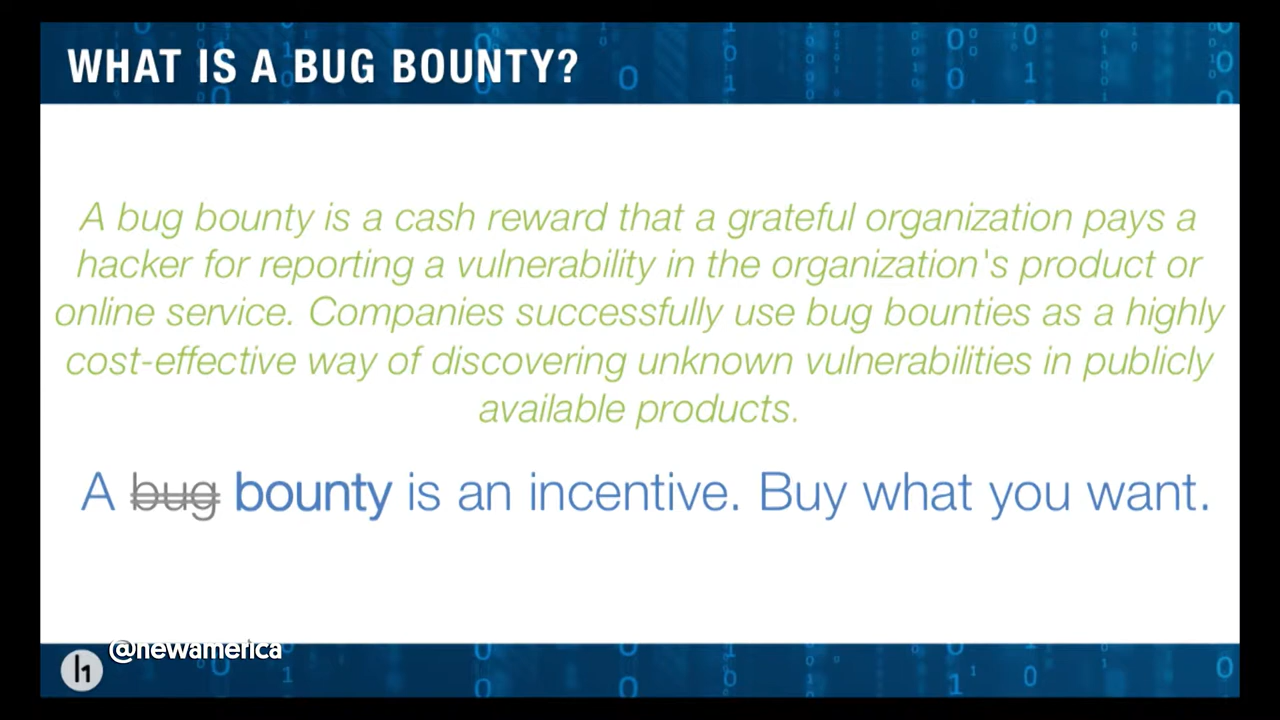 WHAT IS A BUG BOUNTY?
A bug bounty is a cash reward that a grateful organization pays a
hacker for reporting a vulnerability in the organization's product or
online service. Companies successfully use bug bounties as a highly
cost-effective way of discovering unknown vulnerabilities in publicly
available products.
A bug bounty is an incentive. Buy what you want.
@newamerica
h1